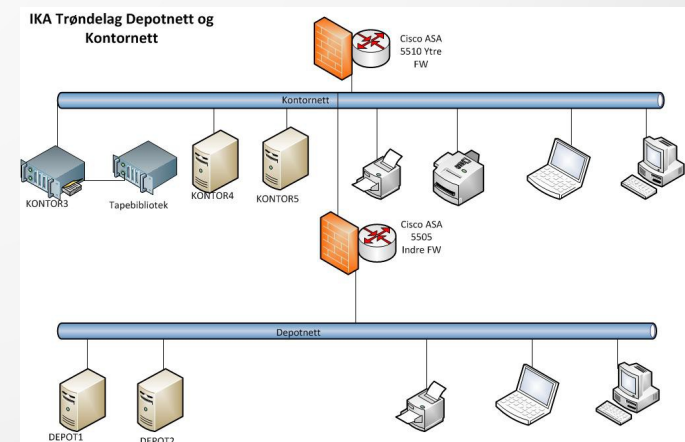 IKA Trøndelag Depotnett og
Kontornett
Cisco ASA
5510 Ytre
FW
Kontornett
KONTOR3
Tapebibliotek
KONTOR4
KONTOR5
Cisco ASA
5505
Indre FW
Depotnett
DEPOT1
DEPOT2